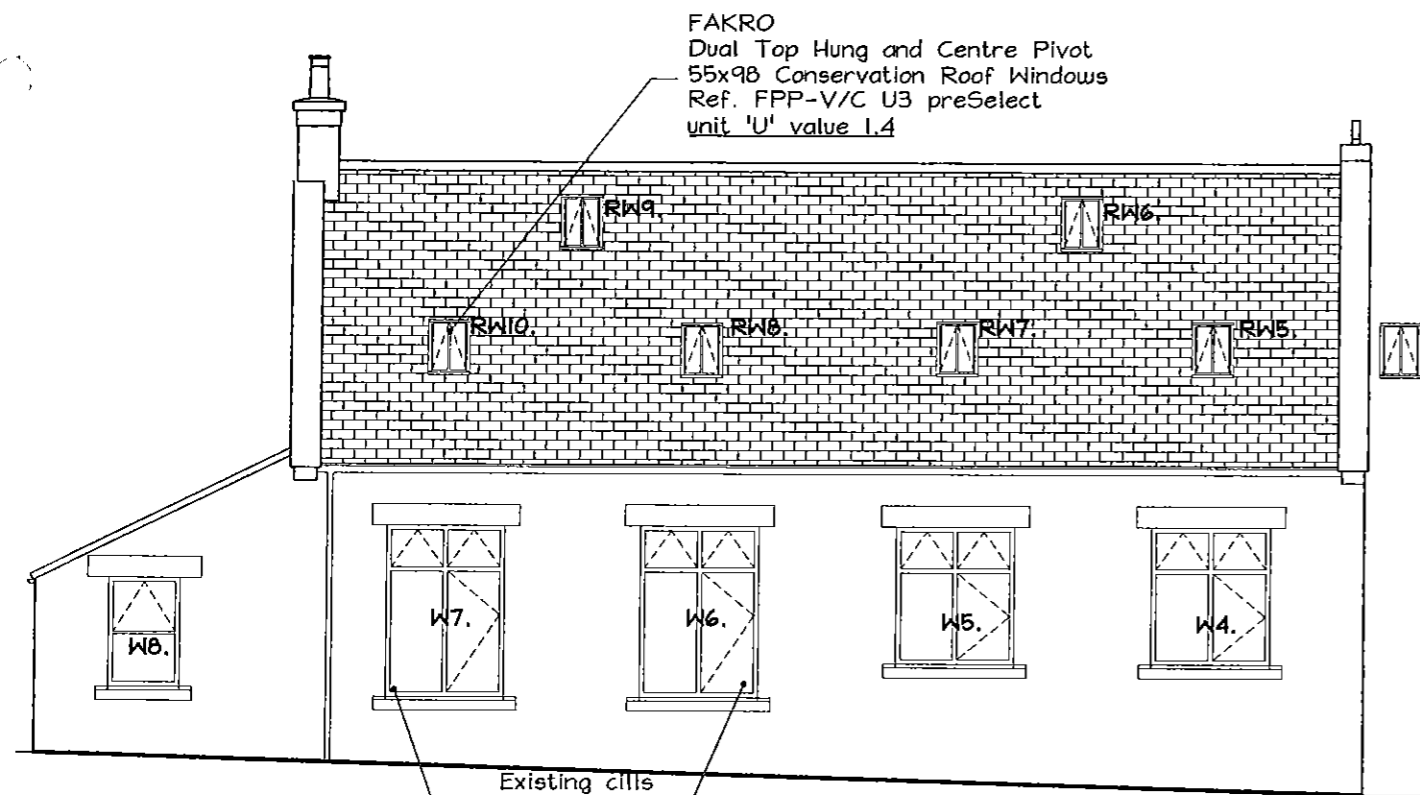 FAKRO
Dual Top Hung and Centre Pivot
55x98 Conservation Roof Windows
Ref. FPP-V/C U3 preSelect
unit 'U' value 1.4
RW9.
RW6.
RW10.
RW8.
RW7.
RW5.
W7.
W6.
W5.
W4.
W8.
Existing cills